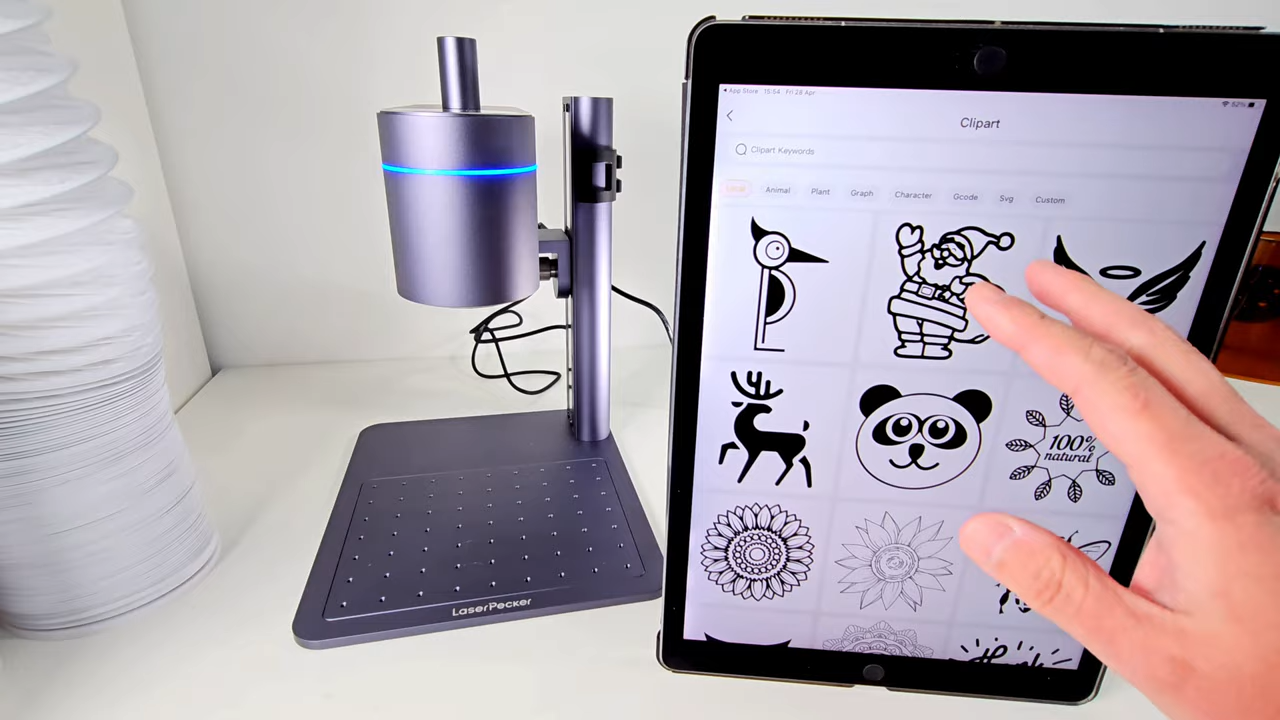 App Store 15:54 Fri 28 Apr
52%
Clipart
Clipart Keywords
Local Animal Plant Graph Character Gcode Svg Custom
100%
natural
LaserPecker